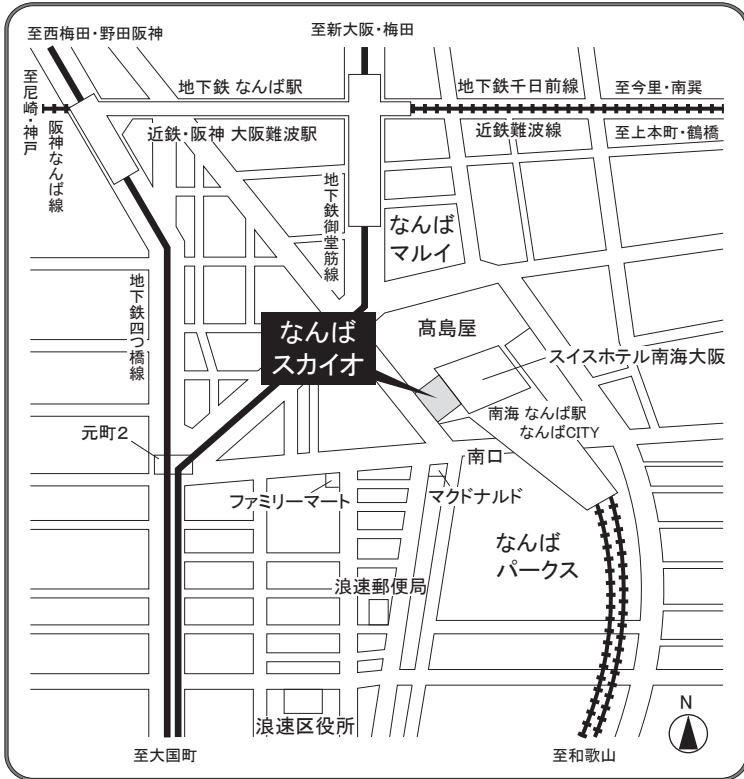 至西梅田・野田阪神
至新大阪・梅田
至尼崎・神戸
阪神なんば線
地下鉄 なんば駅
地下鉄千日前線
至今里・南巽
近鉄・阪神 大阪難波駅
近鉄難波線
至上本町・鶴橋
地下鉄御堂筋線
なんば
マルイ
地下鉄四つ橋線
なんば
スカイオ
髙島屋
スイスホテル南海大阪
南海 なんば駅
なんばCITY
元町2
南口
ファミリーマート
マクドナルド
なんば
パークス
浪速郵便局
浪速区役所
N
至大国町
至和歌山